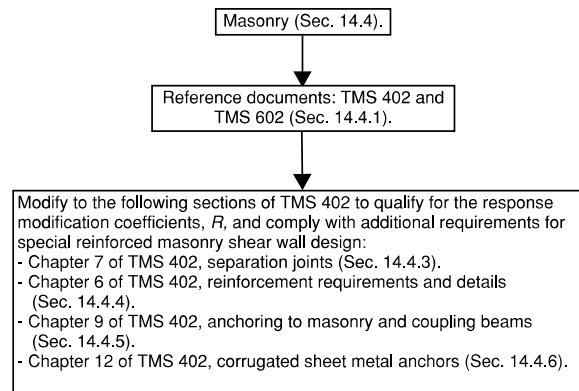 Masonry (Sec. 14.4).
Reference documents: TMS 402 and
TMS 602 (Sec. 14.4.1).
Modify to the following sections of TMS 402 to qualify for the response
modification coefficients, R, and comply with additional requirements for
special reinforced masonry shear wall design:
- Chapter 7 of TMS 402, separation joints (Sec. 14.4.3).
- Chapter 6 of TMS 402, reinforcement requirements and details
(Sec. 14.4.4).
- Chapter 9 of TMS 402, anchoring to masonry and coupling beams
(Sec. 14.4.5).
- Chapter 12 of TMS 402, corrugated sheet metal anchors (Sec. 14.4.6).